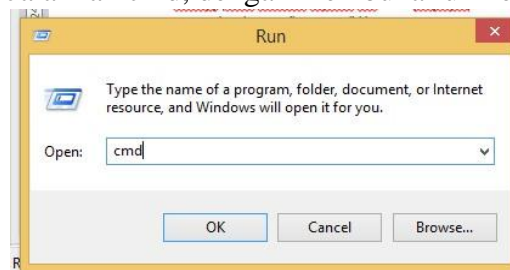 Run
Type the name of a program, folder, document, or Internet
resource, and Windows will open it for you.
Open: cmd
OK Cancel Browse...
R